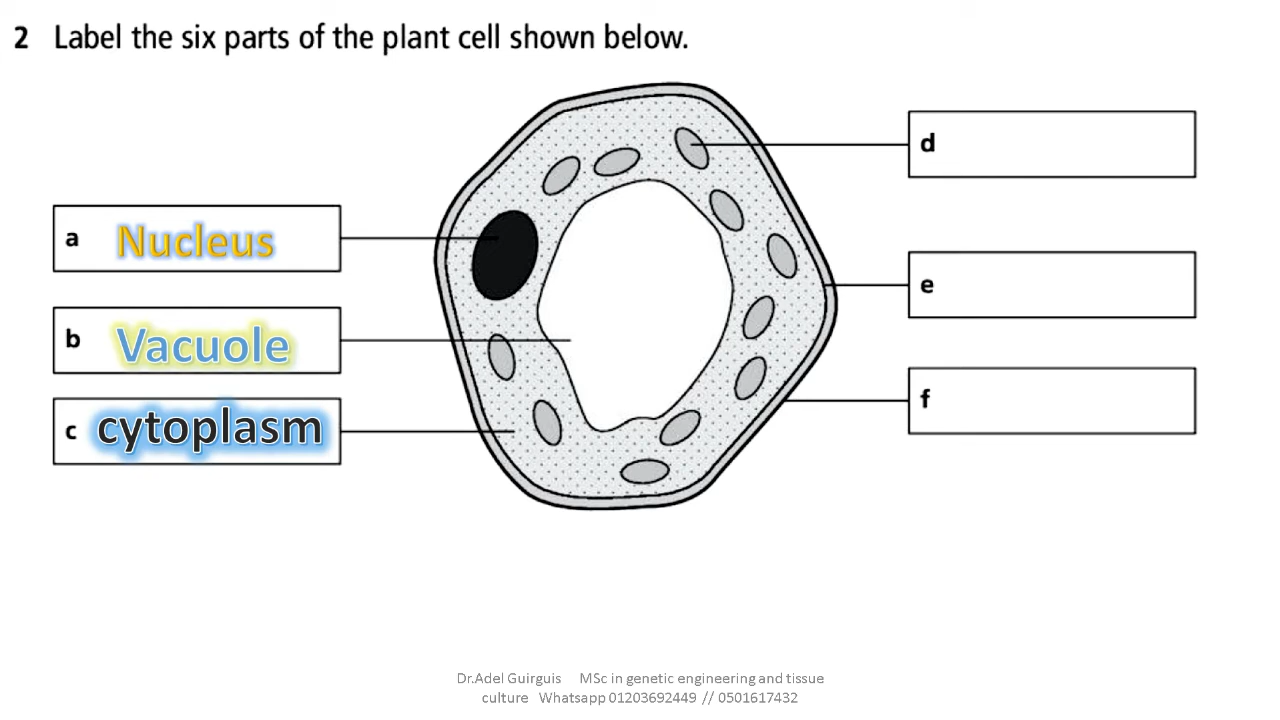 2 Label the six parts of the plant cell shown below.
a Nucleus
b Vacuole
c cytoplasm
d
e
f
Dr.Adel Guirguis MSc in genetic engineering and tissue
culture Whatsapp 01203692449 // 0501617432